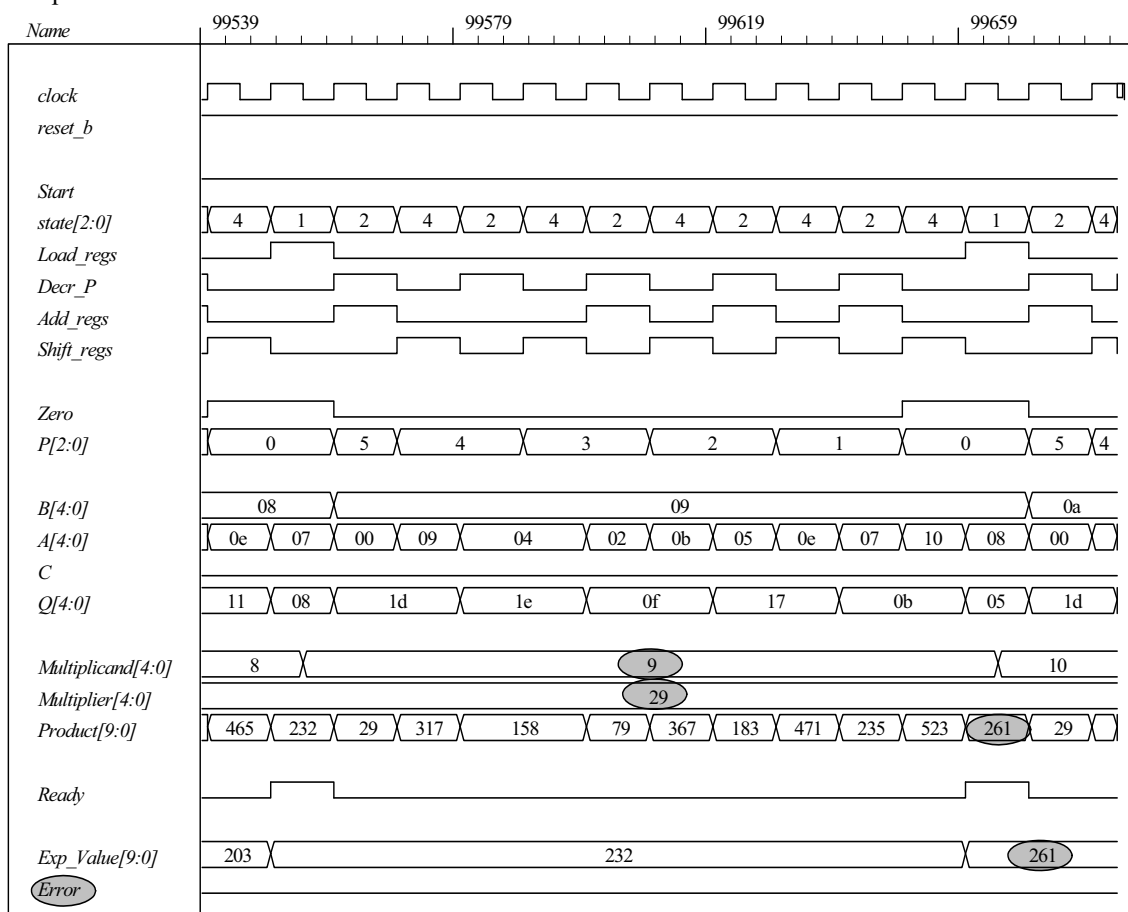 Name 99539 99579 99619 99659
clock
reset_b
Start
state[2:0] 4 1 2 4 2 4 2 4 2 4 2 4 1 2 4
Load_regs
Decr_P
Add_regs
Shift_regs
Zero
P[2:0] 0 5 4 3 2 1 0 5 4
B[4:0] 08 09 0a
A[4:0] 0e 07 00 09 04 02 0b 05 0e 07 10 08 00
C
Q[4:0] 11 08 1d 1e 0f 17 0b 05 1d
Multiplicand[4:0] 8 9 10
Multiplier[4:0] 29
Product[9:0] 465 232 29 317 158 79 367 183 471 235 523 261 29
Ready
Exp_Value[9:0] 203 232 261
Error